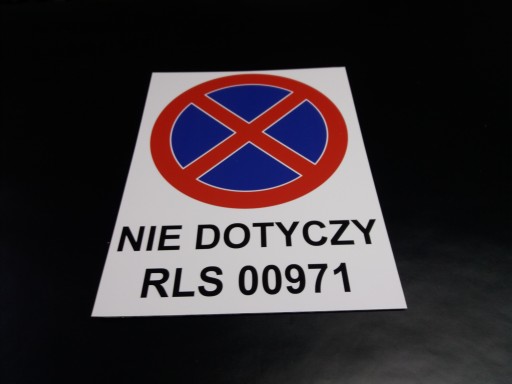 NIE DOTYCZY
RLS 00971